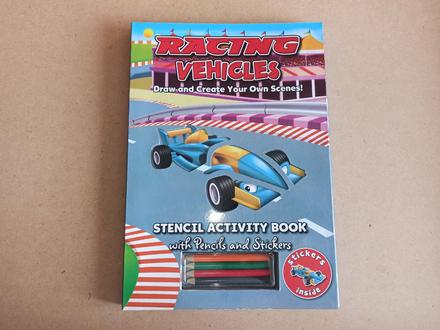 RACING
VEHICLES
Draw and Create Your Own Scenes!
STENCIL ACTIVITY BOOK
with Pencils and Stickers
stickers
inside